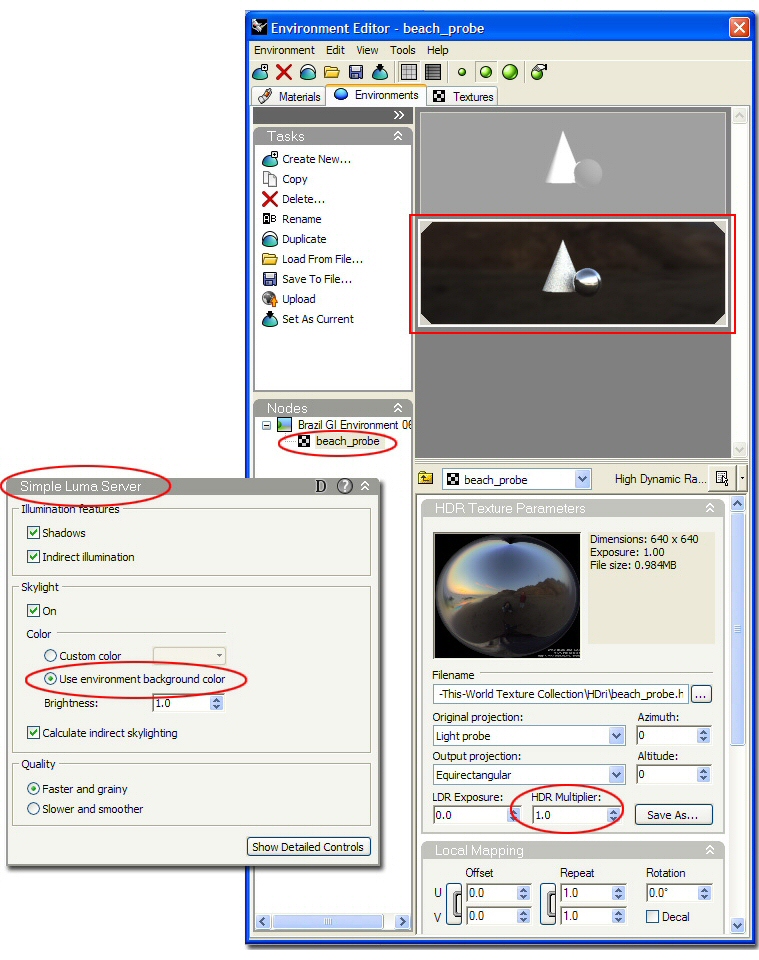 Environment Editor - beach_probe
Environment Edit View Tools Help
Materials Environments Textures
Tasks
Create New...
Copy
Delete...
Rename
Duplicate
Load From File...
Save To File...
Upload
Set As Current
Nodes
Brazil GI Environment 06
beach_probe
beach_probe High Dynamic Ra...
HDR Texture Parameters
Dimensions: 640 x 640
Exposure: 1.00
File size: 0.984MB
Filename
-This-World Texture Collection\HDri\beach_probe.h ...
Original projection: Azimuth:
Light probe 0
Output projection: Altitude:
Equirectangular 0
LDR Exposure: HDR Multiplier:
0.0 1.0 Save As...
Local Mapping
Offset Repeat Rotation
U 0.0 1.0 0.0°
V 0.0 1.0 Decal
Simple Luma Server D ?
Illumination features
Shadows
Indirect illumination
Skylight
On
Color
Custom color
Use environment background color
Brightness: 1.0
Calculate indirect skylighting
Quality
Faster and grainy
Slower and smoother
Show Detailed Controls